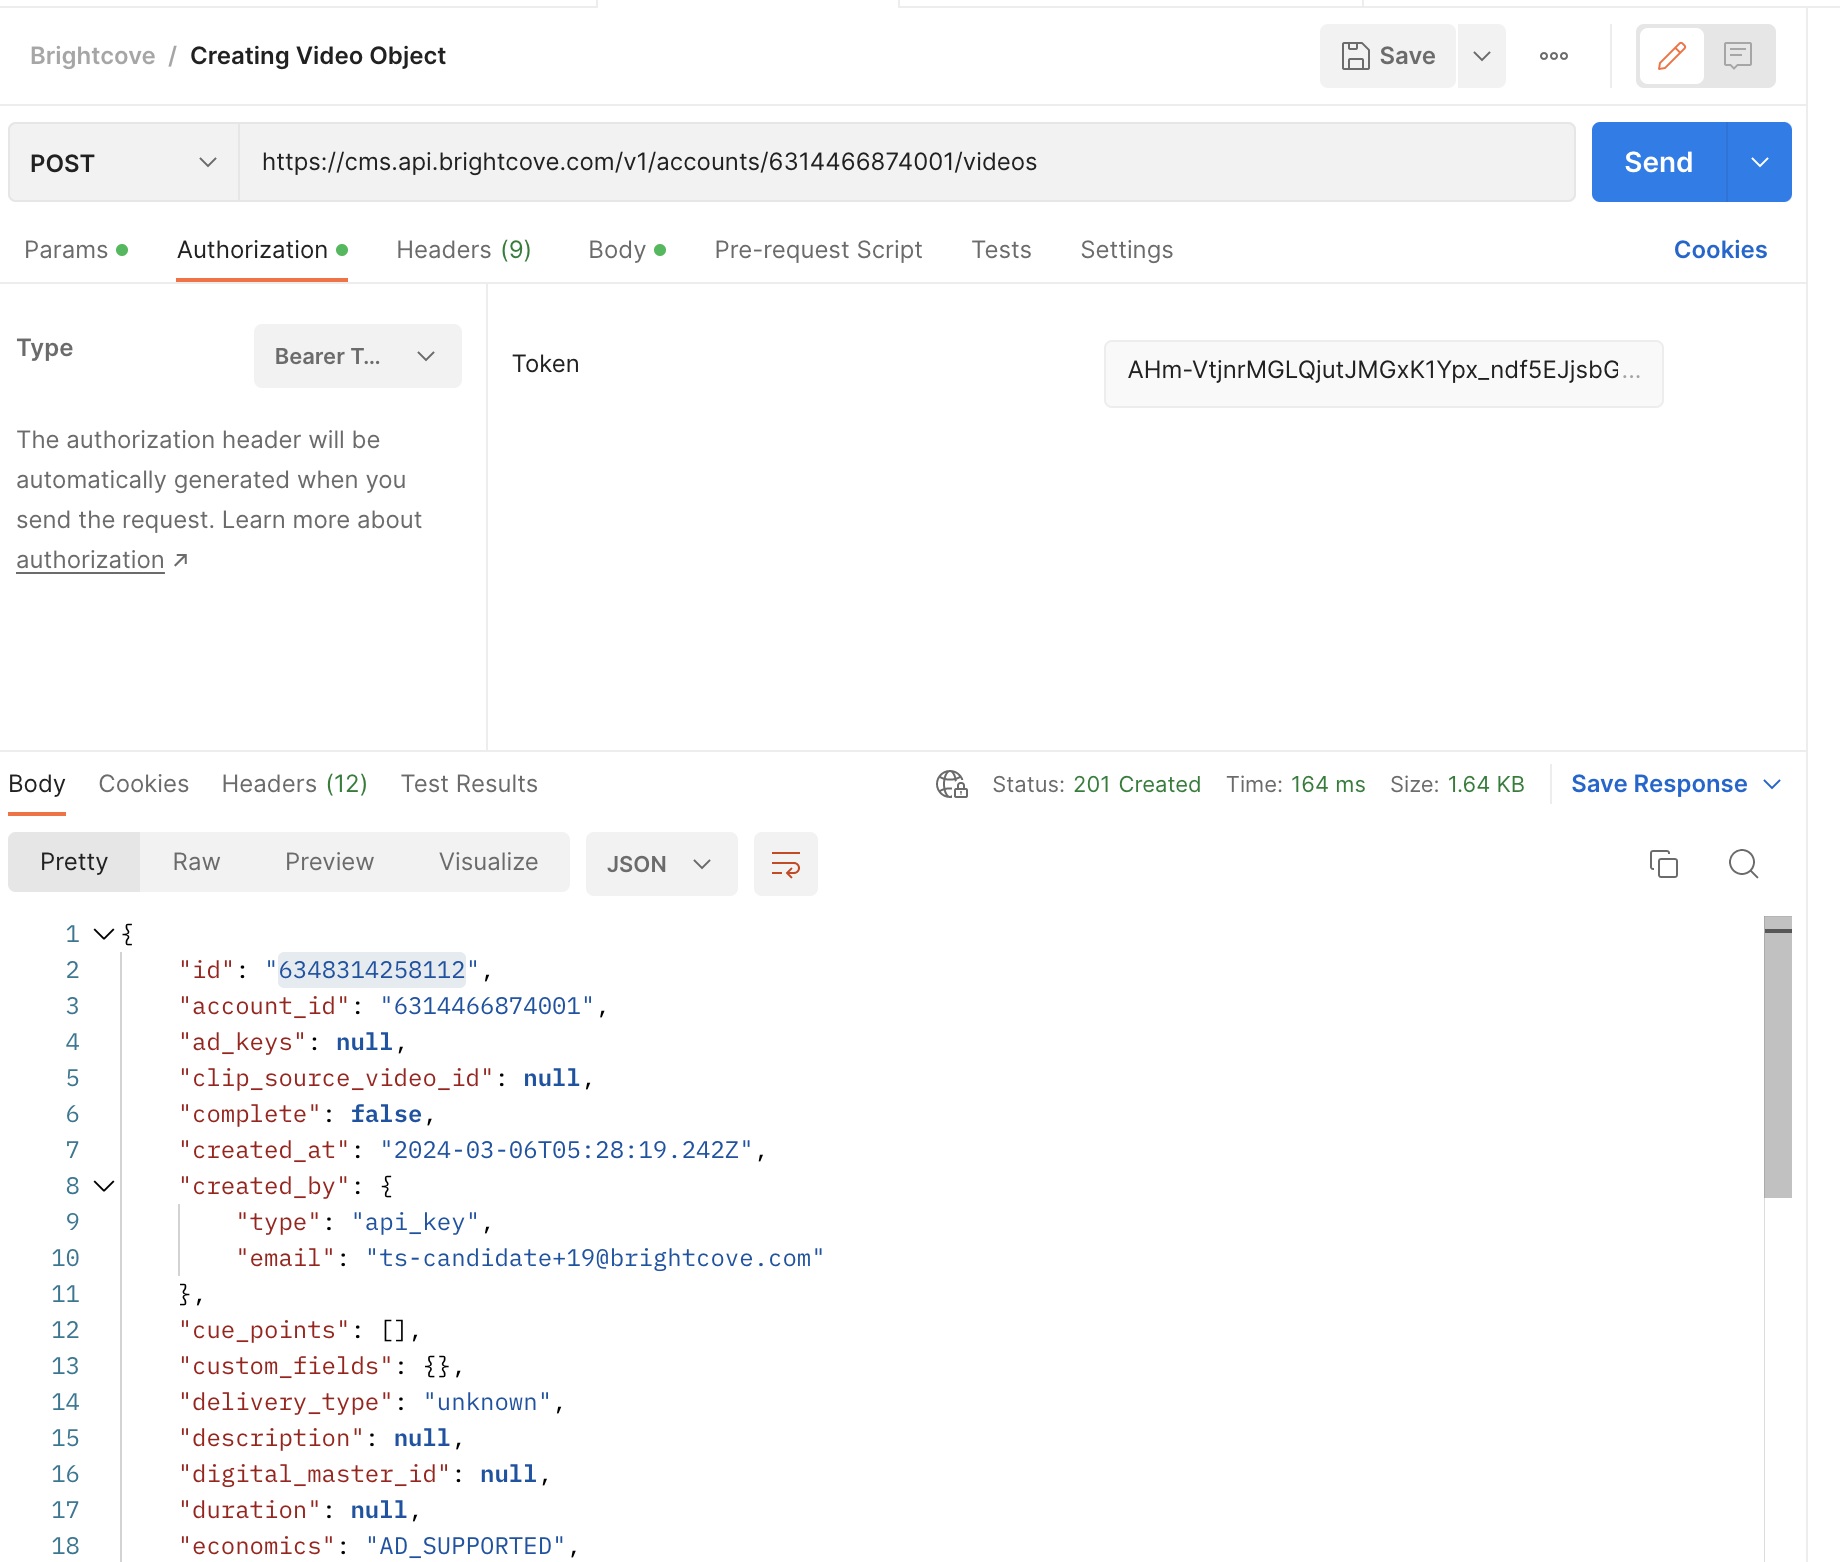 Brightcove / Creating Video Object
Save
POST
https://cms.api.brightcove.com/v1/accounts/6314466874001/videos
Send
Params
Authorization
Headers (9)
Body
Pre-request Script
Tests
Settings
Cookies
Type
Bearer T...
The authorization header will be
automatically generated when you
send the request. Learn more about
authorization ↗
Token
AHm-VtjnrMGLQjutJMGxK1Ypx_ndf5EJjsbG...
Body
Cookies
Headers (12)
Test Results
Status: 201 Created
Time: 164 ms
Size: 1.64 KB
Save Response
Pretty
Raw
Preview
Visualize
JSON
1 {
2 "id": "6348314258112",
3 "account_id": "6314466874001",
4 "ad_keys": null,
5 "clip_source_video_id": null,
6 "complete": false,
7 "created_at": "2024-03-06T05:28:19.242Z",
8 "created_by": {
9 "type": "api_key",
10 "email": "ts-candidate+19@brightcove.com"
11 },
12 "cue_points": [],
13 "custom_fields": {},
14 "delivery_type": "unknown",
15 "description": null,
16 "digital_master_id": null,
17 "duration": null,
18 "economics": "AD_SUPPORTED",